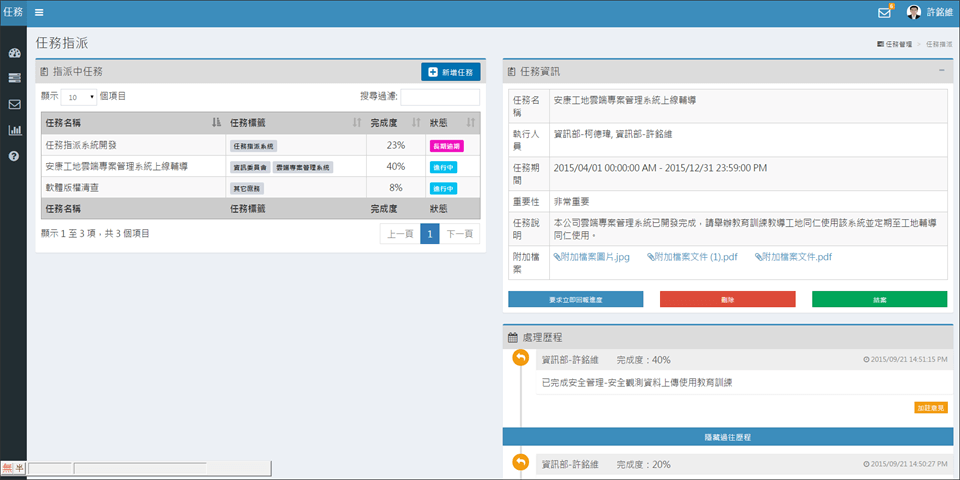 任務
許銘維
任務指派
任務管理 > 任務指派
指派中任務
新增任務
顯示 10 個項目
搜尋過濾:
任務名稱 任務標籤 完成度 狀態
任務指派系統開發 任務指派系統 23% 長期逾期
安康工地雲端專案管理系統上線輔導 資訊委員會 雲端專案管理系統 40% 進行中
軟體版權清查 其它服務 8% 進行中
任務名稱 任務標籤 完成度 狀態
顯示 1 至 3 項，共 3 個項目
上一頁 1 下一頁
任務資訊
任務名稱 安康工地雲端專案管理系統上線輔導
執行人員 資訊部-柯德瑋, 資訊部-許銘維
任務期間 2015/04/01 00:00:00 AM - 2015/12/31 23:59:00 PM
重要性 非常重要
任務說明 本公司雲端專案管理系統已開發完成，請舉辦教育訓練教導工地同仁使用該系統並定期至工地輔導
同仁使用。
附加檔案 附加檔案圖片.jpg 附加檔案文件 (1).pdf 附加檔案文件.pdf
要求立即回報進度 刪除 結案
處理歷程
資訊部-許銘維 完成度：40% 2015/09/21 14:51:15 PM
已完成安全管理-安全觀測資料上傳使用教育訓練
加註意見
隱藏過往歷程
資訊部-許銘維 完成度：20% 2015/09/21 14:50:27 PM
無 半